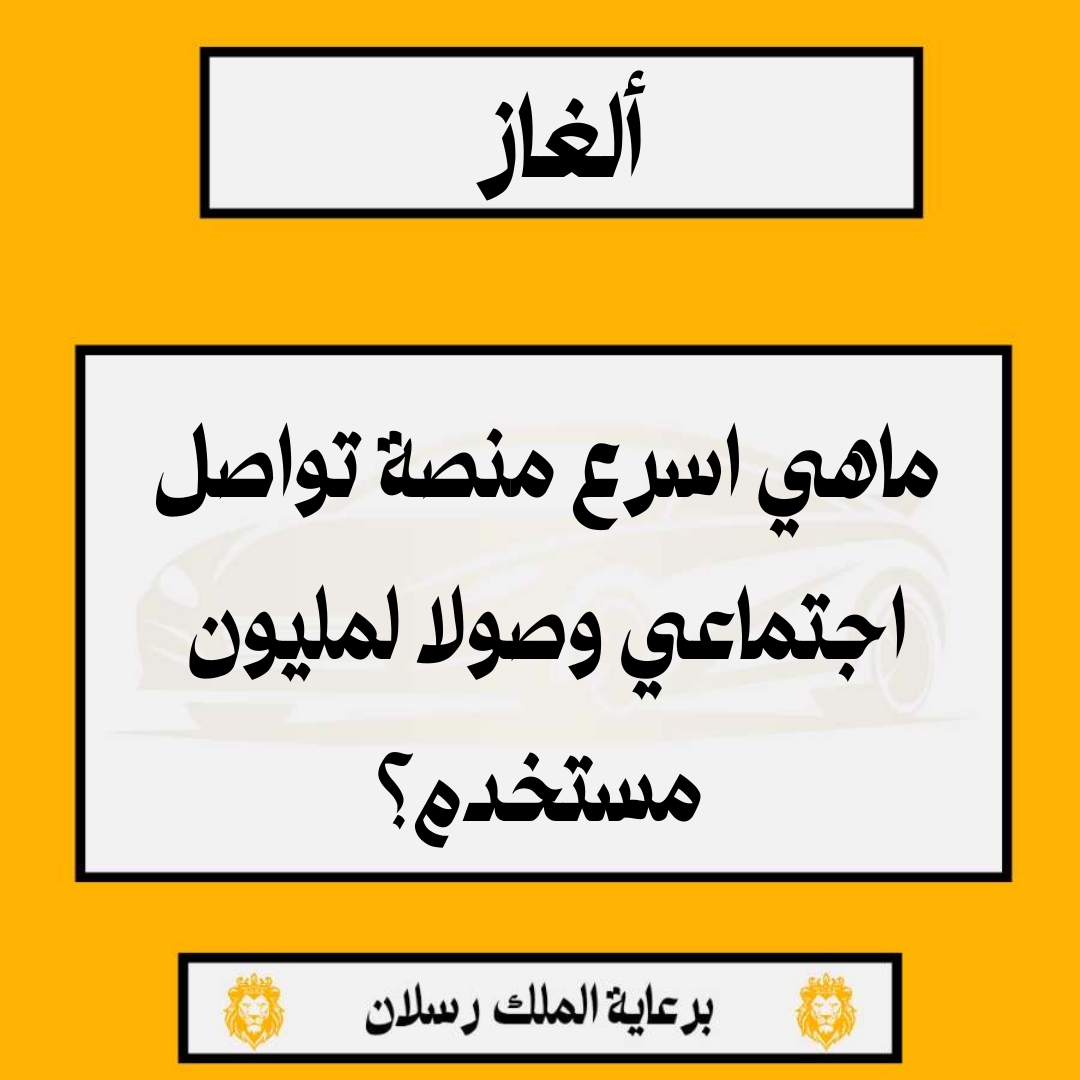 ألغاز
ماهي اسرع منصة تواصل
اجتماعي وصولا لمليون
مستخدم؟
برعاية الملك رسلان